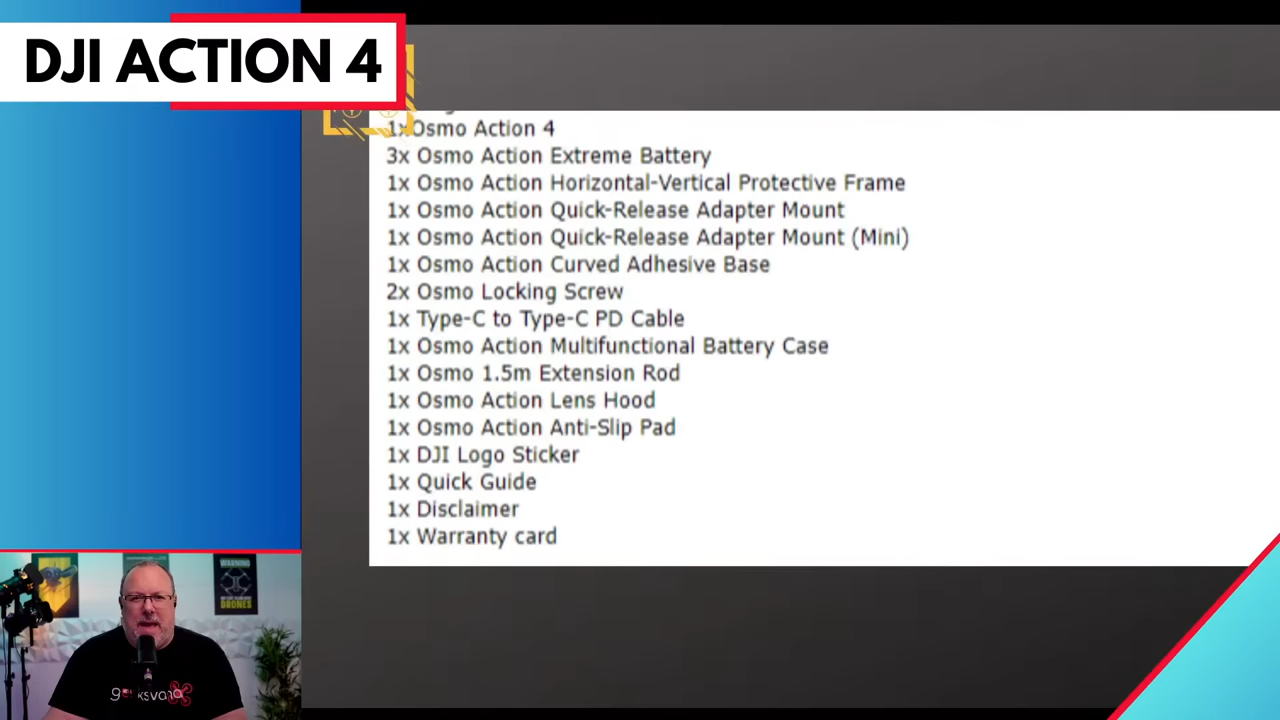 DJI ACTION 4
1x Osmo Action 4
3x Osmo Action Extreme Battery
1x Osmo Action Horizontal-Vertical Protective Frame
1x Osmo Action Quick-Release Adapter Mount
1x Osmo Action Quick-Release Adapter Mount (Mini)
1x Osmo Action Curved Adhesive Base
2x Osmo Locking Screw
1x Type-C to Type-C PD Cable
1x Osmo Action Multifunctional Battery Case
1x Osmo 1.5m Extension Rod
1x Osmo Action Lens Hood
1x Osmo Action Anti-Slip Pad
1x DJI Logo Sticker
1x Quick Guide
1x Disclaimer
1x Warranty card
WARNING
DRONES